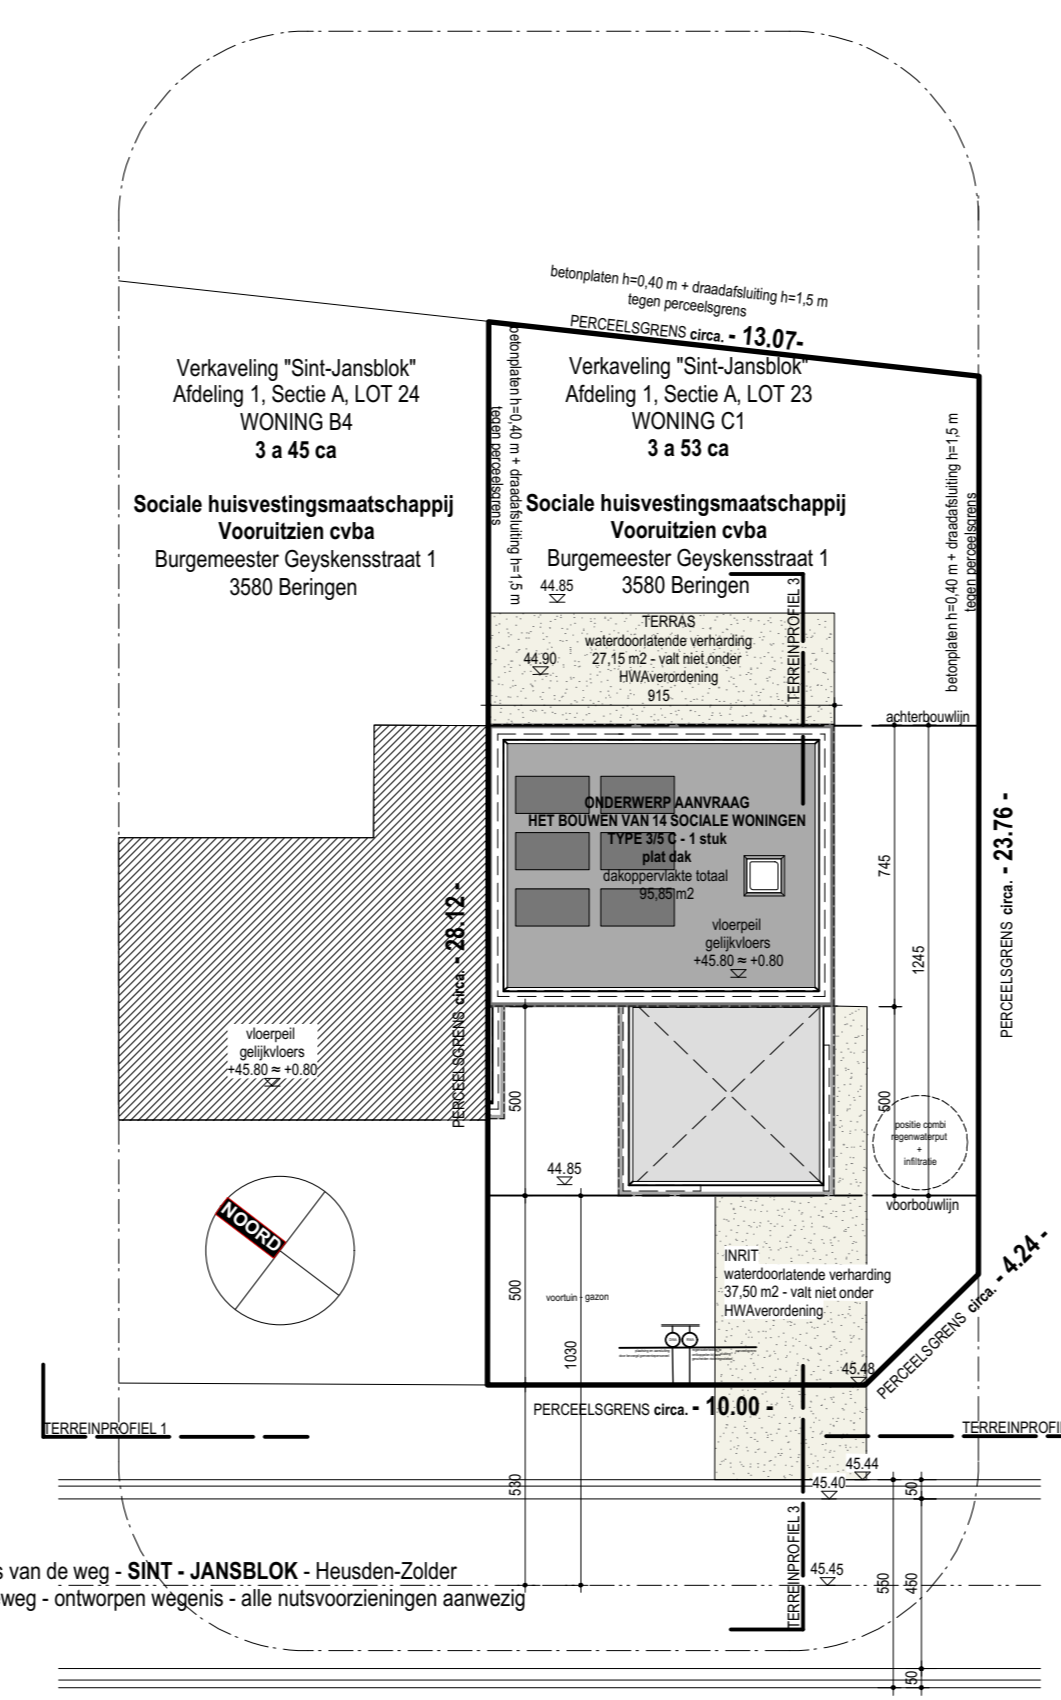 betonplaten h=0,40 m + draadafsluiting h=1,5 m
tegen perceelsgrens
PERCEELSGRENS circa. - 13.07-
Verkaveling "Sint-Jansblok"
Afdeling 1, Sectie A, LOT 24
WONING B4
3 a 45 ca
Sociale huisvestingsmaatschappij
Vooruitzien cvba
Burgemeester Geyskensstraat 1
3580 Beringen
betonplaten h=0,40 m + draadafsluiting h=1,5 m
tegen perceelsgrens
Verkaveling "Sint-Jansblok"
Afdeling 1, Sectie A, LOT 23
WONING C1
3 a 53 ca
Sociale huisvestingsmaatschappij
Vooruitzien cvba
Burgemeester Geyskensstraat 1
3580 Beringen
betonplaten h=0,40 m + draadafsluiting h=1,5 m
tegen perceelsgrens
44.85
TERREINPROFIEL 3
TERRAS
waterdoorlatende verharding
27,15 m2 - valt niet onder
HWAverordening
44.90
915
achterbouwlijn
ONDERWERP AANVRAAG
HET BOUWEN VAN 14 SOCIALE WONINGEN
TYPE 3/5 C - 1 stuk
plat dak
dakoppervlakte totaal
95,85 m2
vloerpeil
gelijkvloers
+45.80 ≈ +0.80
745
1245
PERCEELSGRENS circa. - 23.76 -
PERCEELSGRENS circa. - 28.12 -
vloerpeil
gelijkvloers
+45.80 ≈ +0.80
500
500
positie combi
regenwaterput
+
infiltratie
44.85
voorbouwlijn
NOORD
INRIT
waterdoorlatende verharding
37,50 m2 - valt niet onder
HWAverordening
500
voortuin - gazon
1030
45.48
PERCEELSGRENS circa. - 4.24 -
PERCEELSGRENS circa. - 10.00 -
TERREINPROFIEL 1
TERREINPROFIE
45.44
45.40
530
50
TERREINPROFIEL 3
45.45
550
450
50
s van de weg - SINT - JANSBLOK - Heusden-Zolder
weg - ontworpen wegenis - alle nutsvoorzieningen aanwezig